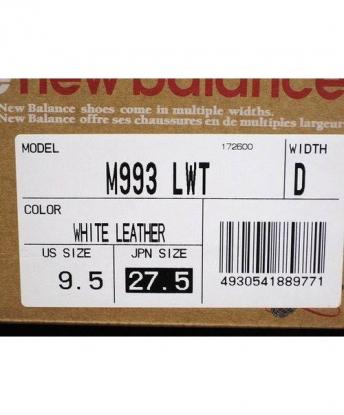 new balance
New Balance shoes come in multiple widths.
New Balance offre ses chaussures en de multiples largeur
MODEL 172600 WIDTH
M993 LWT D
COLOR
WHITE LEATHER
US SIZE JPN SIZE
9.5 27.5
4930541889771